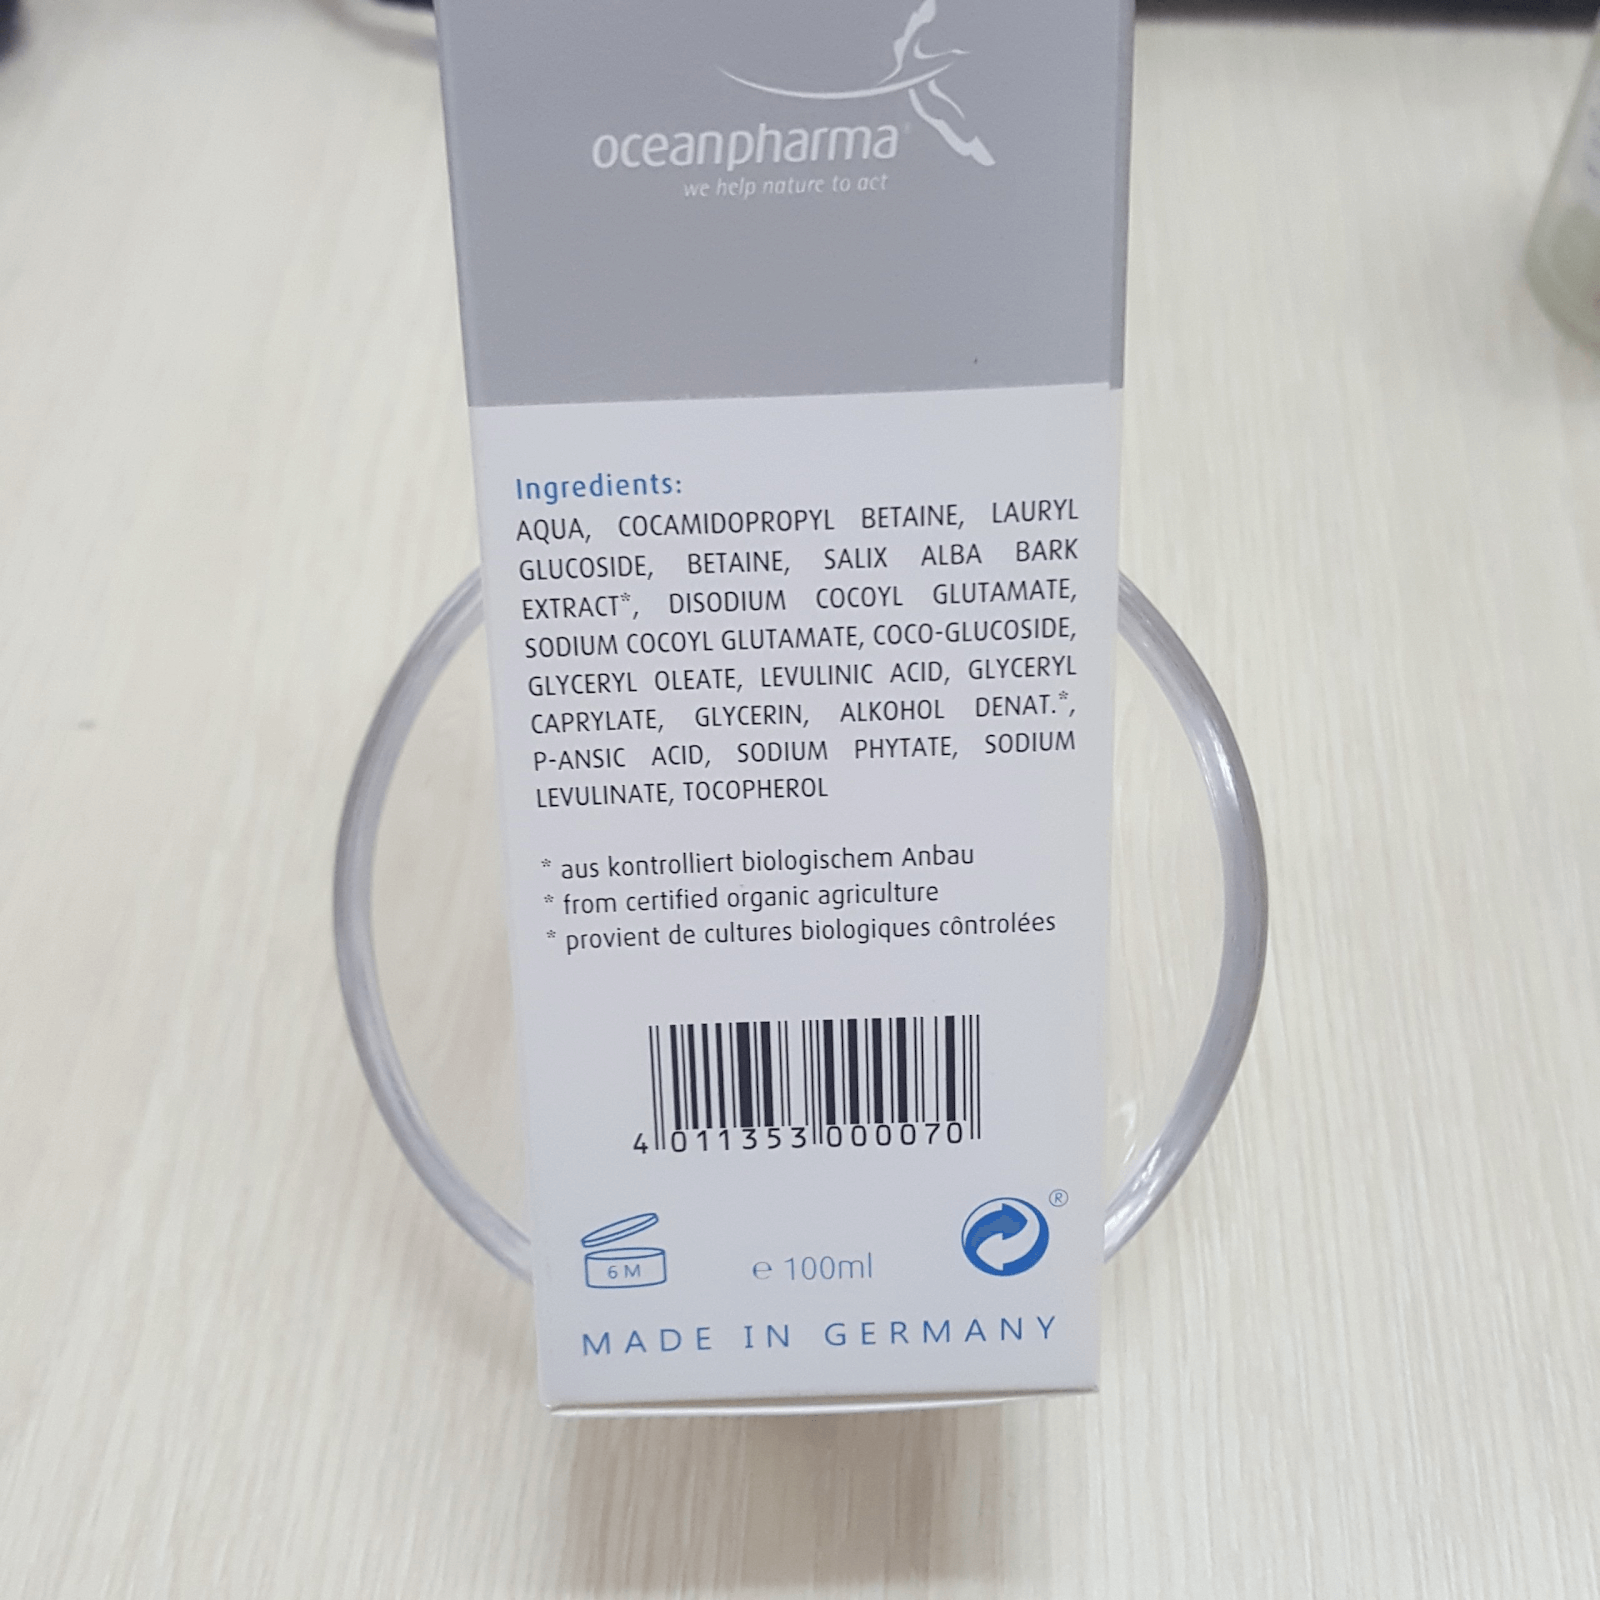 oceanpharma®
we help nature to act
Ingredients:
AQUA, COCAMIDOPROPYL BETAINE, LAURYL
GLUCOSIDE, BETAINE, SALIX ALBA BARK
EXTRACT*, DISODIUM COCOYL GLUTAMATE,
SODIUM COCOYL GLUTAMATE, COCO-GLUCOSIDE,
GLYCERYL OLEATE, LEVULINIC ACID, GLYCERYL
CAPRYLATE, GLYCERIN, ALKOHOL DENAT.*,
P-ANSIC ACID, SODIUM PHYTATE, SODIUM
LEVULINATE, TOCOPHEROL
* aus kontrolliert biologischem Anbau
* from certified organic agriculture
* provient de cultures biologiques côntrolées
4 011353 000070
®
6 M
e 100ml
MADE IN GERMANY